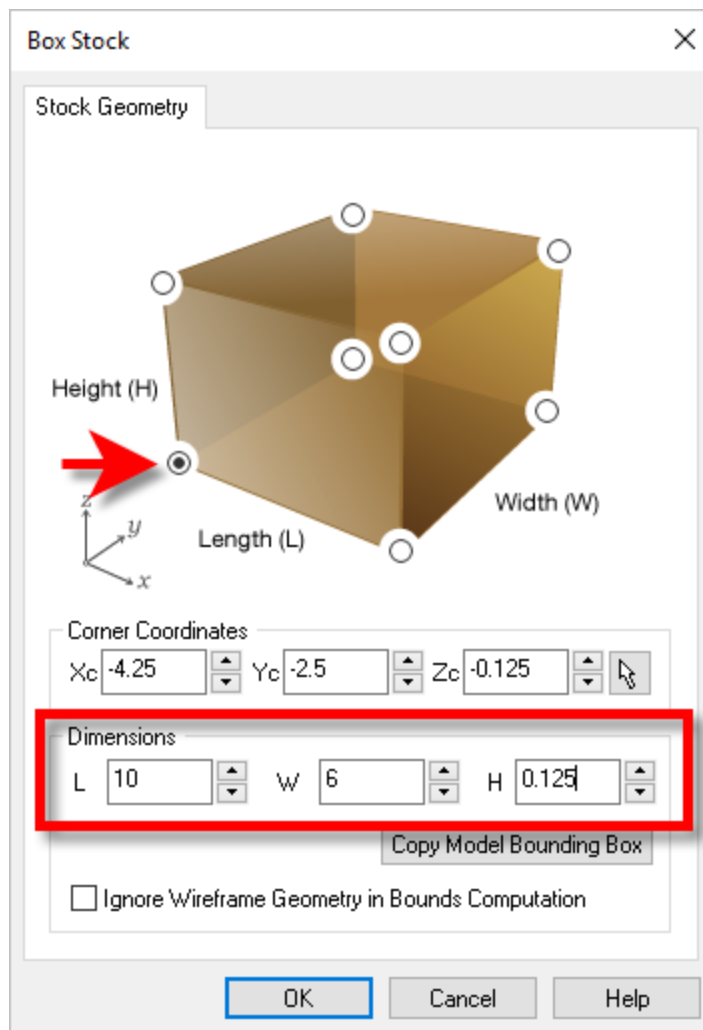 Box Stock
Stock Geometry
Height (H)
Width (W)
Length (L)
z
y
x
Corner Coordinates
Xc -4.25 Yc -2.5 Zc -0.125
Dimensions
L 10 W 6 H 0.125
Copy Model Bounding Box
Ignore Wireframe Geometry in Bounds Computation
OK Cancel Help